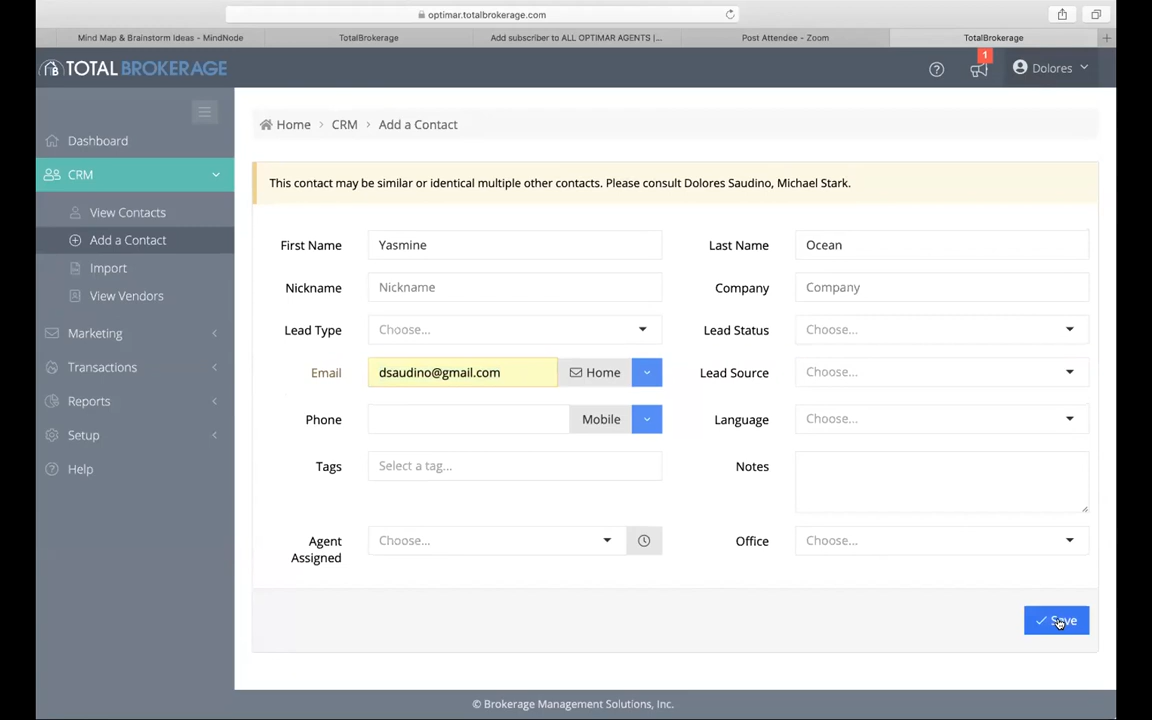 optimar.totalbrokerage.com
Mind Map & Brainstorm Ideas - MindNode
TotalBrokerage
Add subscriber to ALL OPTIMAR AGENTS |...
Post Attendee - Zoom
TotalBrokerage
TOTAL BROKERAGE
1
Dolores
Dashboard
CRM
View Contacts
Add a Contact
Import
View Vendors
Marketing
Transactions
Reports
Setup
Help
Home > CRM > Add a Contact
This contact may be similar or identical multiple other contacts. Please consult Dolores Saudino, Michael Stark.
First Name Yasmine
Last Name Ocean
Nickname Nickname
Company Company
Lead Type Choose...
Lead Status Choose...
Email dsaudino@gmail.com Home
Lead Source Choose...
Phone Mobile
Language Choose...
Tags Select a tag...
Notes
Agent Assigned Choose...
Office Choose...
Save
© Brokerage Management Solutions, Inc.